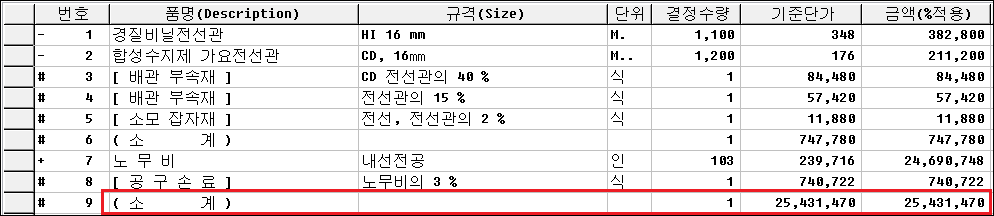 번호 품명(Description) 규격(Size) 단위 결정수량 기준단가 금액(%적용)
- 1 경질비닐전선관 HI 16 mm M. 1,100 348 382,800
- 2 합성수지제 가요전선관 CD, 16㎜ M.. 1,200 176 211,200
# 3 [ 배관 부속재 ] CD 전선관의 40 % 식 1 84,480 84,480
# 4 [ 배관 부속재 ] 전선관의 15 % 식 1 57,420 57,420
# 5 [ 소모 잡자재 ] 전선, 전선관의 2 % 식 1 11,880 11,880
# 6 ( 소 계 ) 1 747,780 747,780
+ 7 노 무 비 내선전공 인 103 239,716 24,690,748
# 8 [ 공 구 손 료 ] 노무비의 3 % 식 1 740,722 740,722
# 9 ( 소 계 ) 1 25,431,470 25,431,470